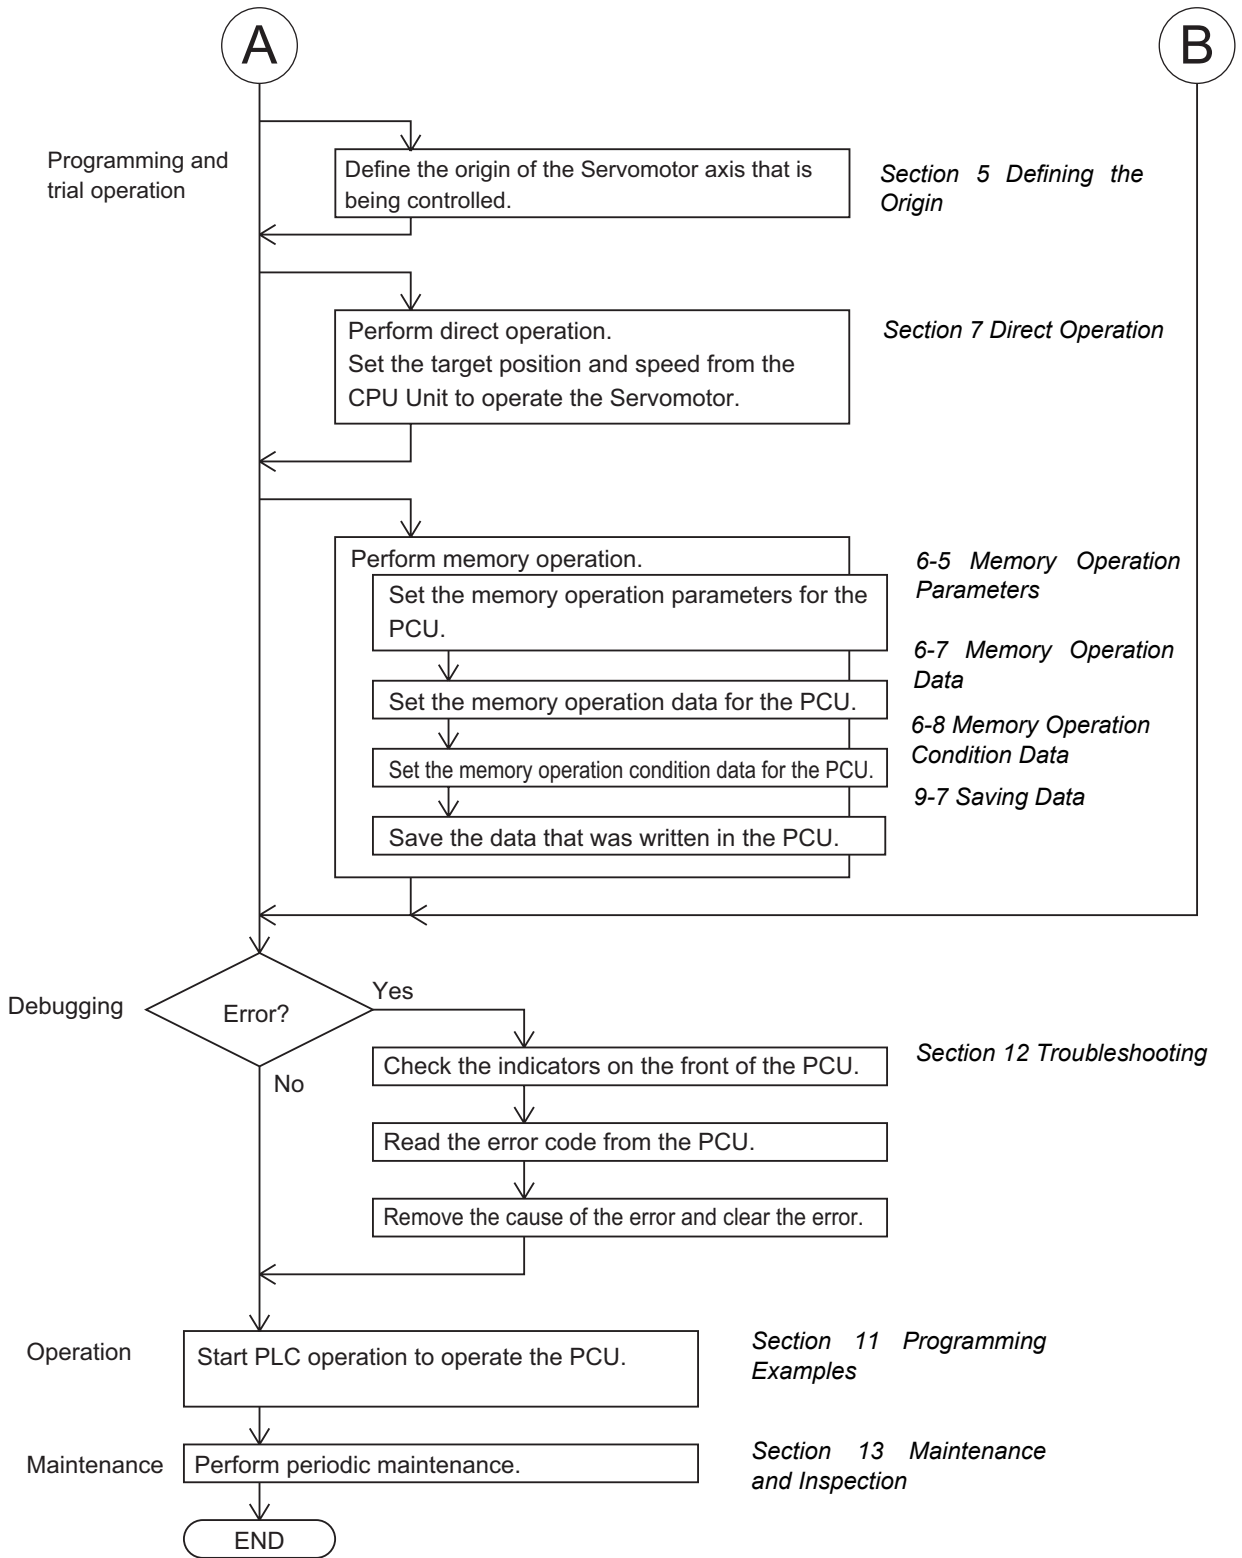 A
B
Programming and
trial operation
Define the origin of the Servomotor axis that is
being controlled.
Section 5 Defining the
Origin
Perform direct operation.
Set the target position and speed from the
CPU Unit to operate the Servomotor.
Section 7 Direct Operation
Perform memory operation.
Set the memory operation parameters for the
PCU.
6-5 Memory Operation
Parameters
Set the memory operation data for the PCU.
6-7 Memory Operation
Data
Set the memory operation condition data for the PCU.
6-8 Memory Operation
Condition Data
Save the data that was written in the PCU.
9-7 Saving Data
Debugging
Error?
Yes
No
Check the indicators on the front of the PCU.
Section 12 Troubleshooting
Read the error code from the PCU.
Remove the cause of the error and clear the error.
Operation
Start PLC operation to operate the PCU.
Section 11 Programming
Examples
Maintenance
Perform periodic maintenance.
Section 13 Maintenance
and Inspection
END